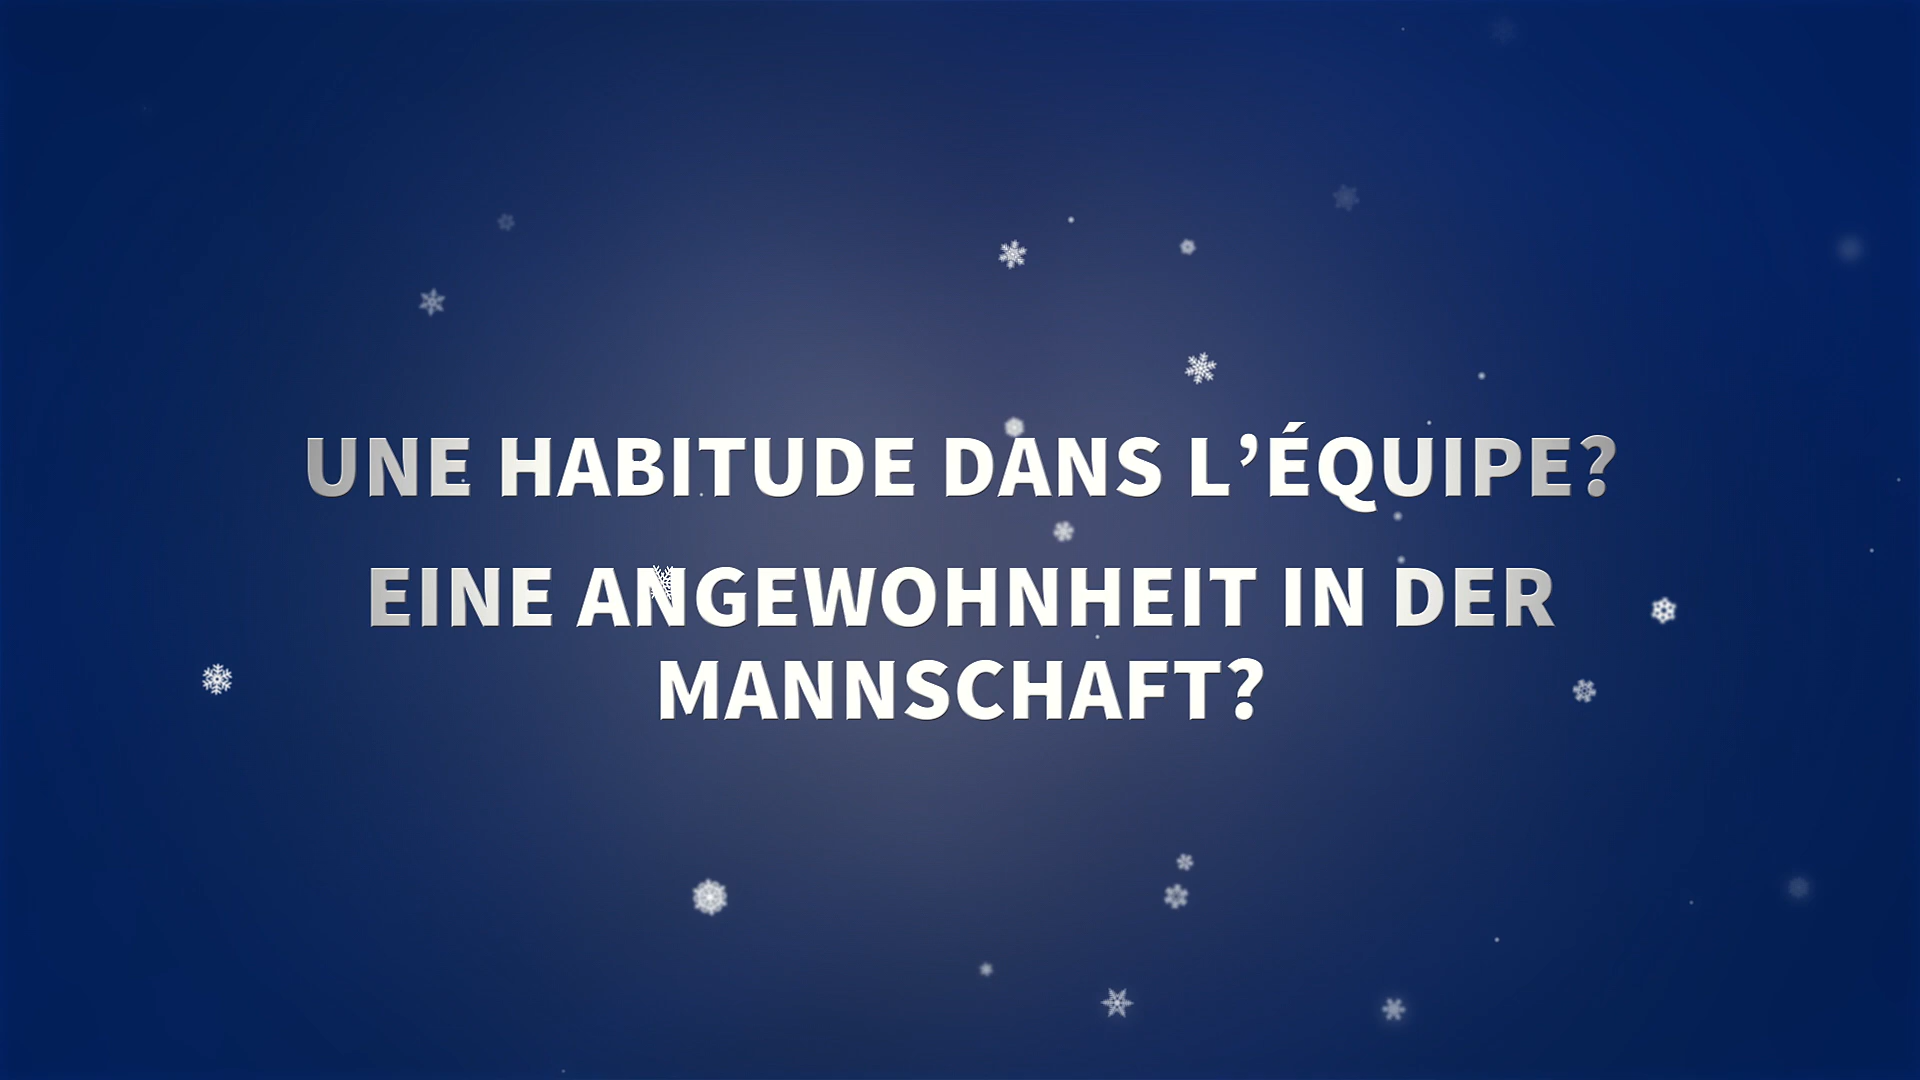 UNE HABITUDE DANS L’ÉQUIPE?
EINE ANGEWOHNHEIT IN DER
MANNSCHAFT?